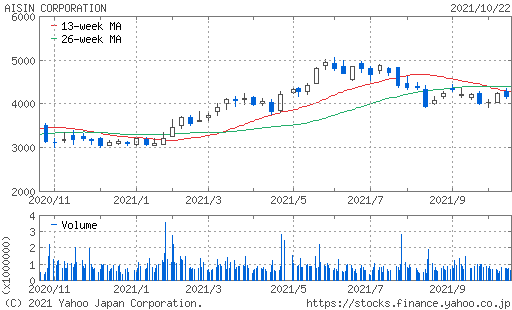 AISIN CORPORATION 2021/10/22
6000
13-week MA
26-week MA
5000
4000
3000
2000
2020/11 2021/1 2021/3 2021/5 2021/7 2021/9
4
Volume
3
2
1
0
(x1000000)
2020/11 2021/1 2021/3 2021/5 2021/7 2021/9
(C) 2021 Yahoo Japan Corporation. https://stocks.finance.yahoo.co.jp